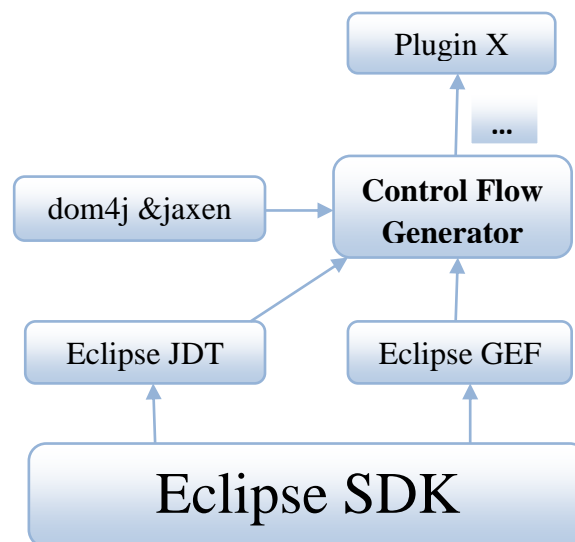 Plugin X
...
dom4j &jaxen
Control Flow
Generator
Eclipse JDT
Eclipse GEF
Eclipse SDK